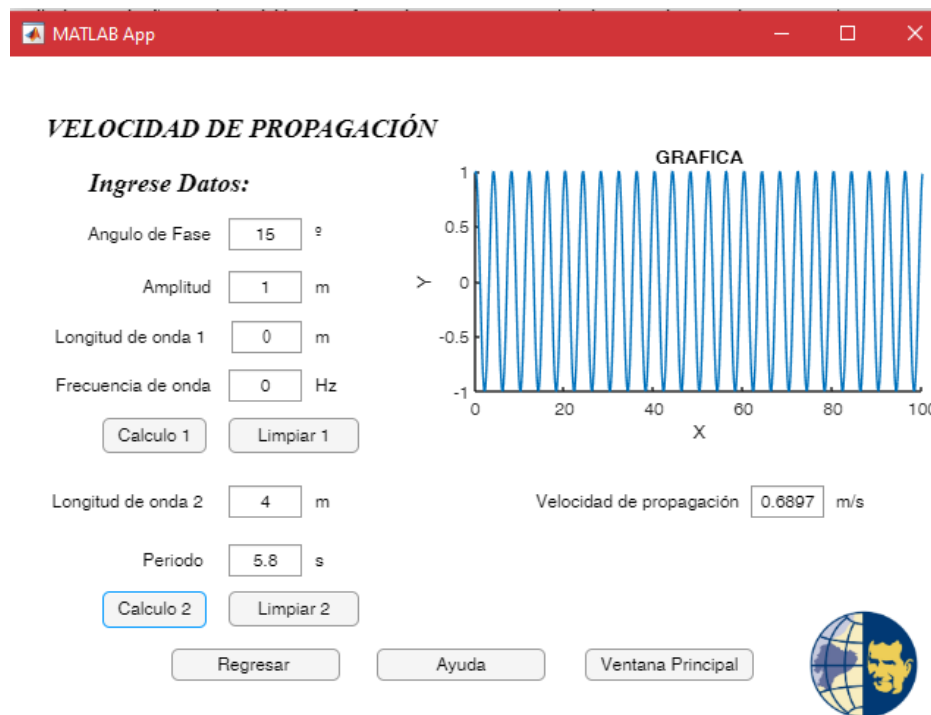 MATLAB App
VELOCIDAD DE PROPAGACIÓN
Ingrese Datos:
Angulo de Fase 15 º
Amplitud 1 m
Longitud de onda 1 0 m
Frecuencia de onda 0 Hz
Calculo 1 Limpiar 1
Longitud de onda 2 4 m
Periodo 5.8 s
Calculo 2 Limpiar 2
GRAFICA
1
0.5
0
-0.5
-1
Y
0 20 40 60 80 100
X
Velocidad de propagación 0.6897 m/s
Regresar Ayuda Ventana Principal